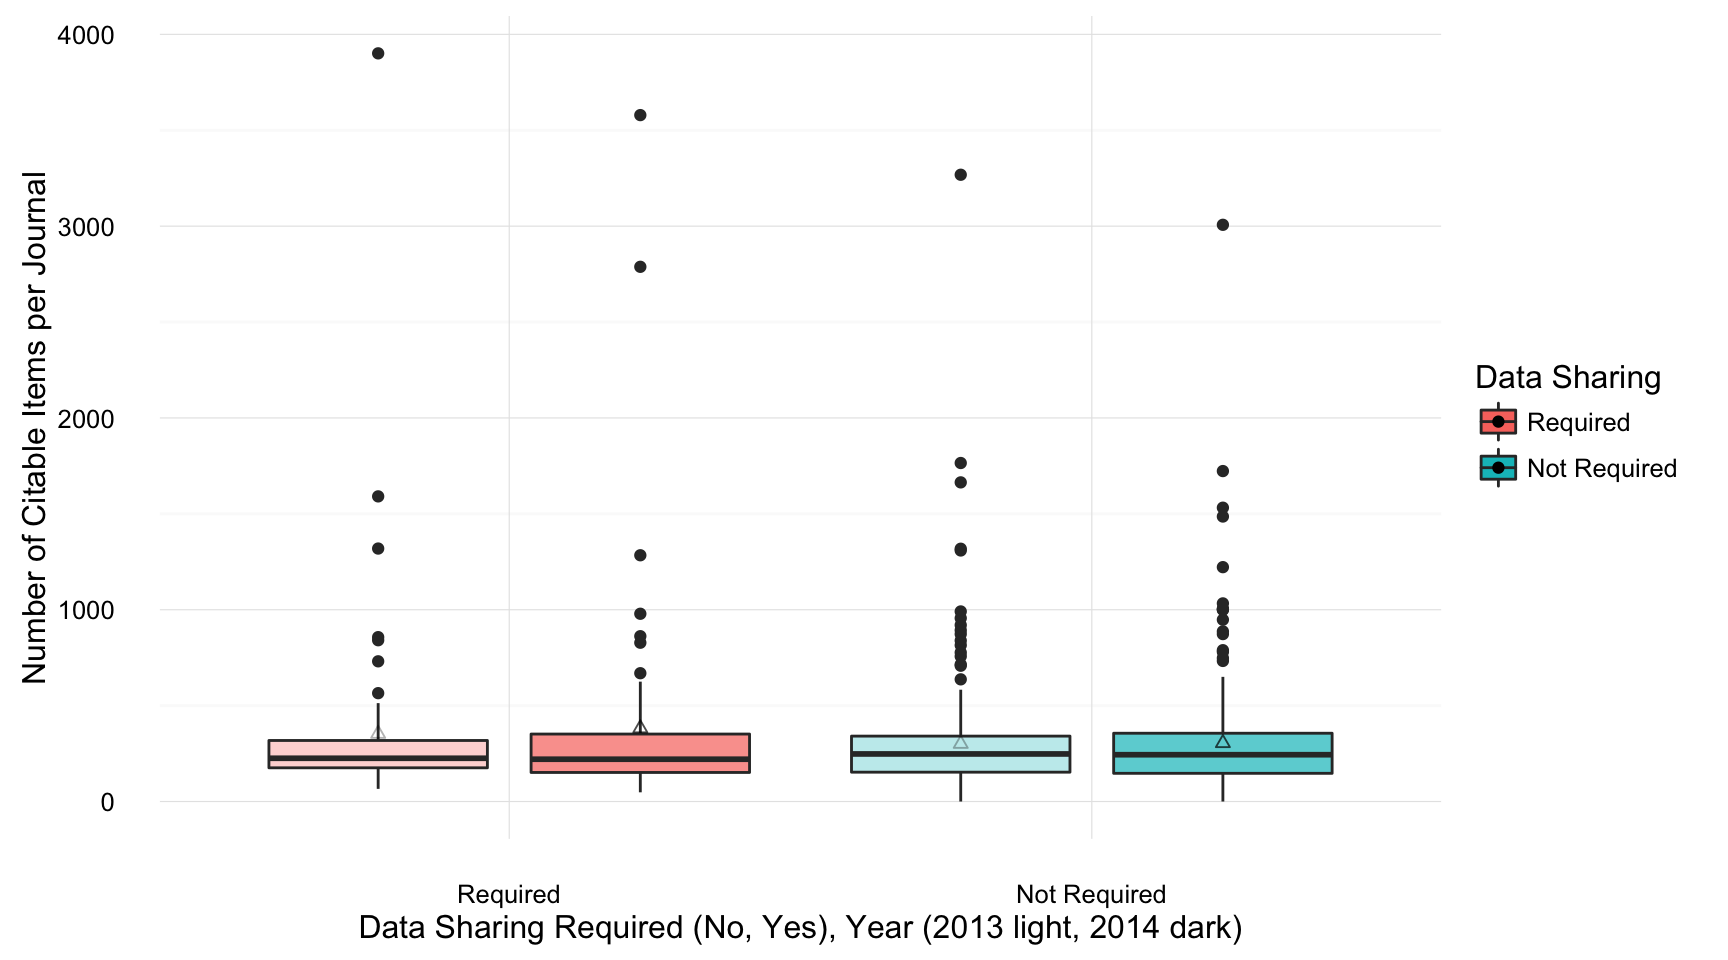 4000
3000
2000
1000
0
Number of Citable Items per Journal
Required
Not Required
Data Sharing Required (No, Yes), Year (2013 light, 2014 dark)
Data Sharing
Required
Not Required